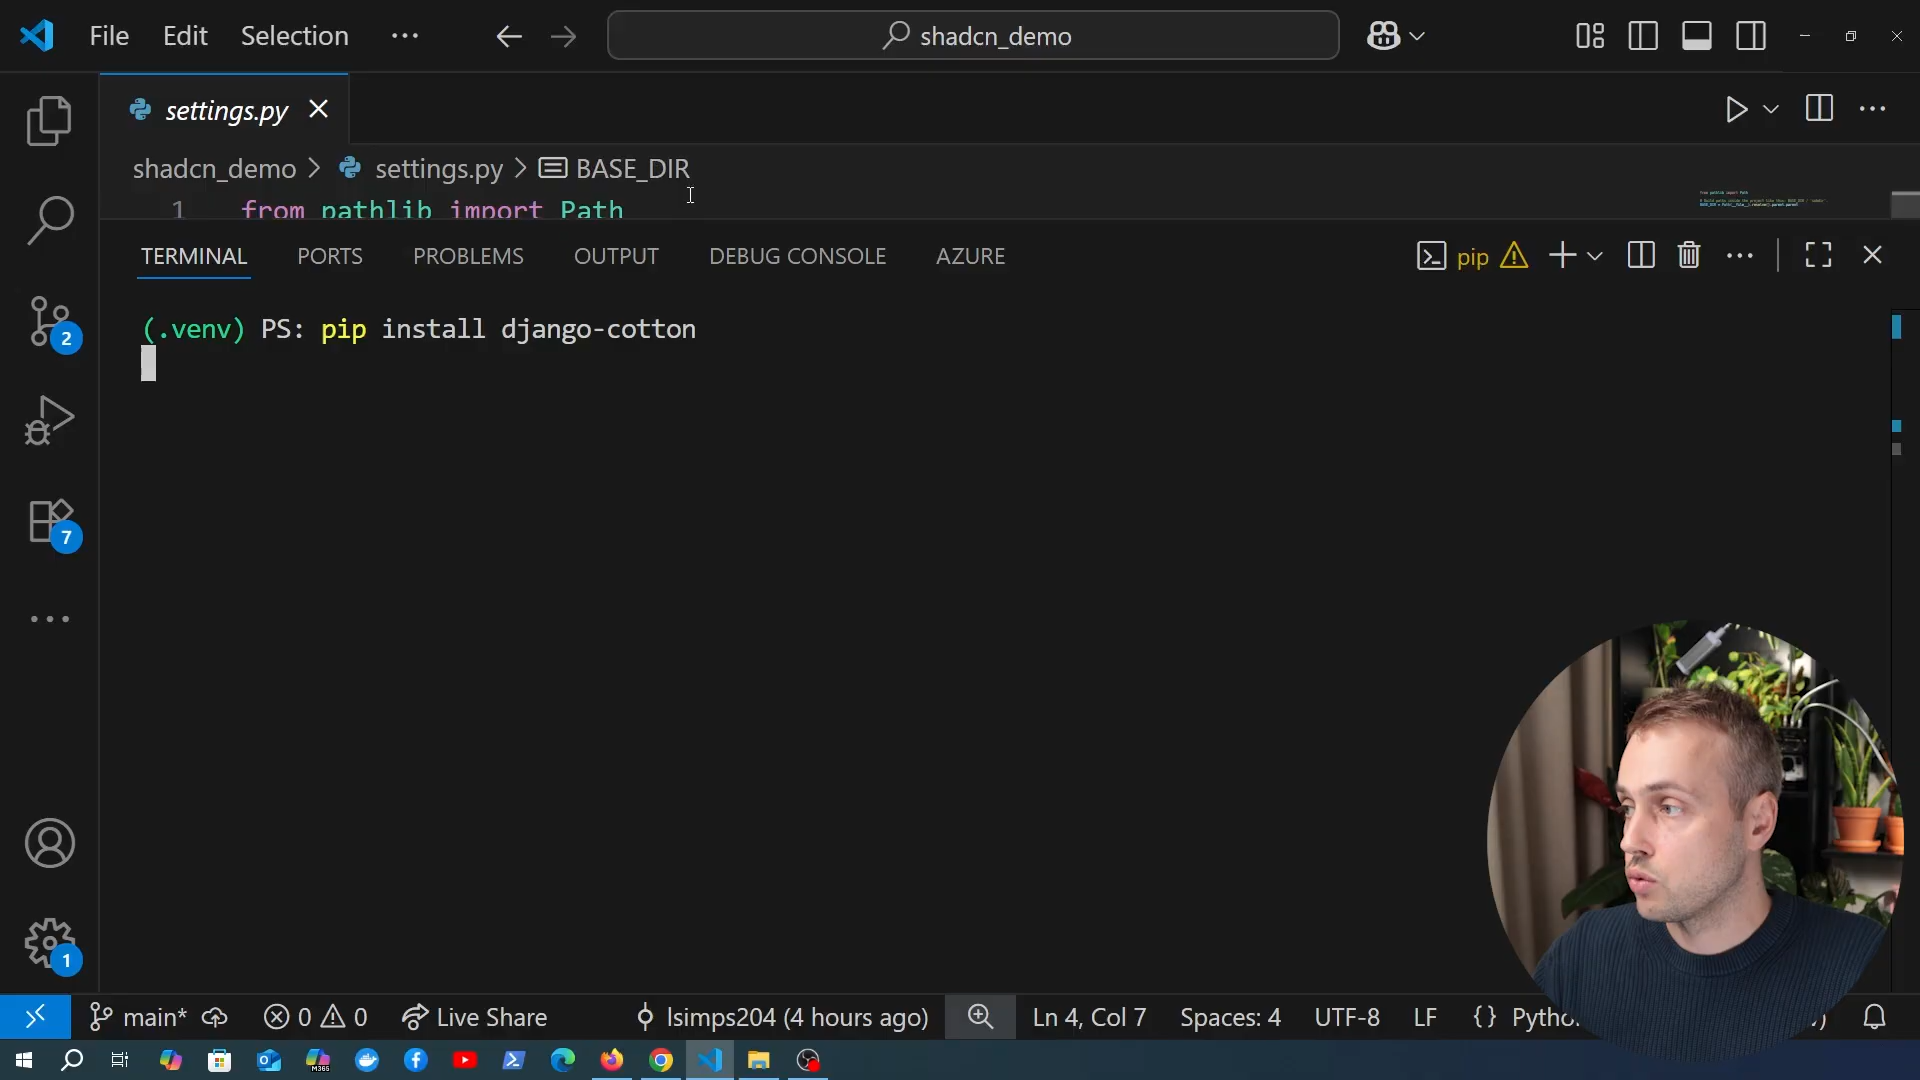 File Edit Selection ... shadcn_demo
settings.py
shadcn_demo > settings.py > BASE_DIR
1 from pathlib import Path
TERMINAL PORTS PROBLEMS OUTPUT DEBUG CONSOLE AZURE pip
(.venv) PS: pip install django-cotton
2
7
1
main* 0 0 Live Share lsimps204 (4 hours ago) Ln 4, Col 7 Spaces: 4 UTF-8 LF {}